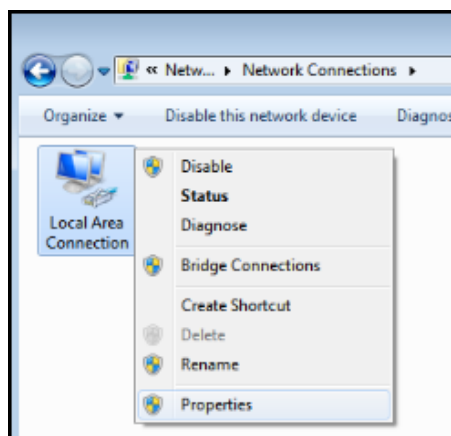 « Netw... ▸ Network Connections ▸
Organize ▾ Disable this network device Diagnos
Local Area
Connection
Disable
Status
Diagnose
Bridge Connections
Create Shortcut
Delete
Rename
Properties